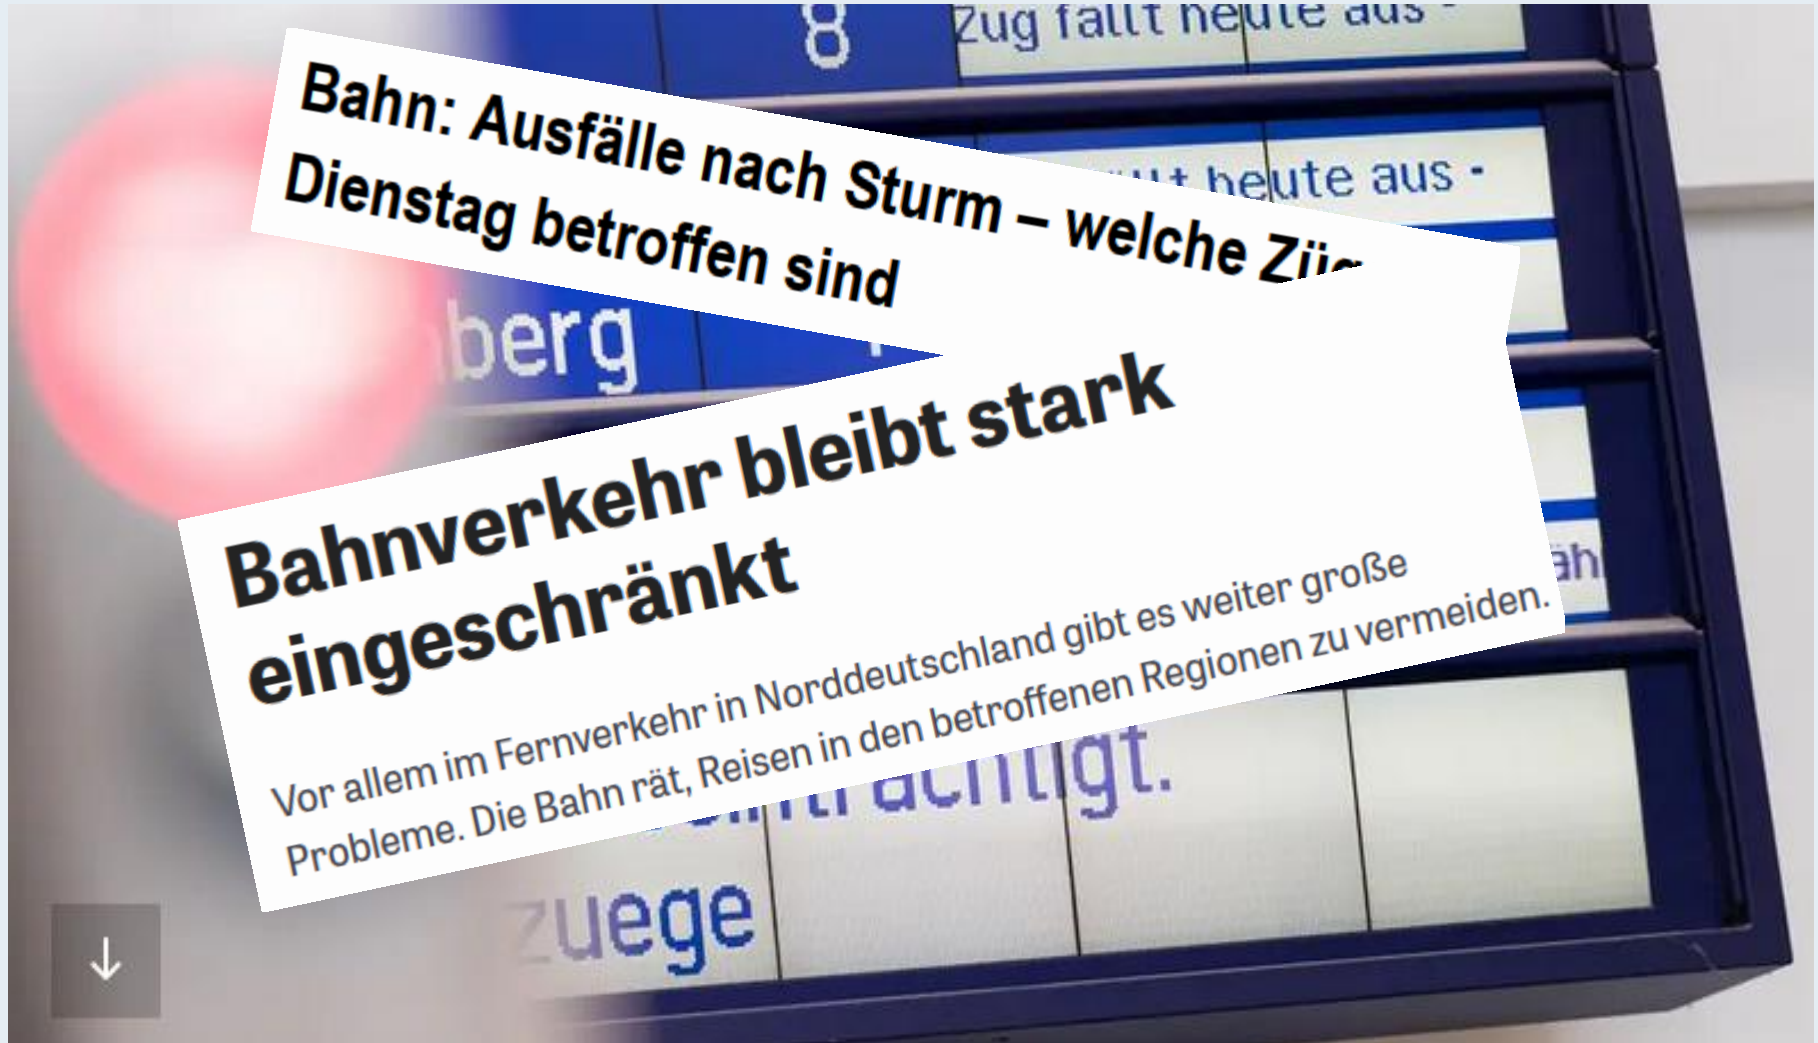 8 Zug fällt heute aus -
Bahn: Ausfälle nach Sturm – welche
Dienstag betroffen sind
heute aus -
Bahnverkehr bleibt stark
eingeschränkt
Vor allem im Fernverkehr in Norddeutschland gibt es weiter große
Probleme. Die Bahn rät, Reisen in den betroffenen Regionen zu vermeiden.